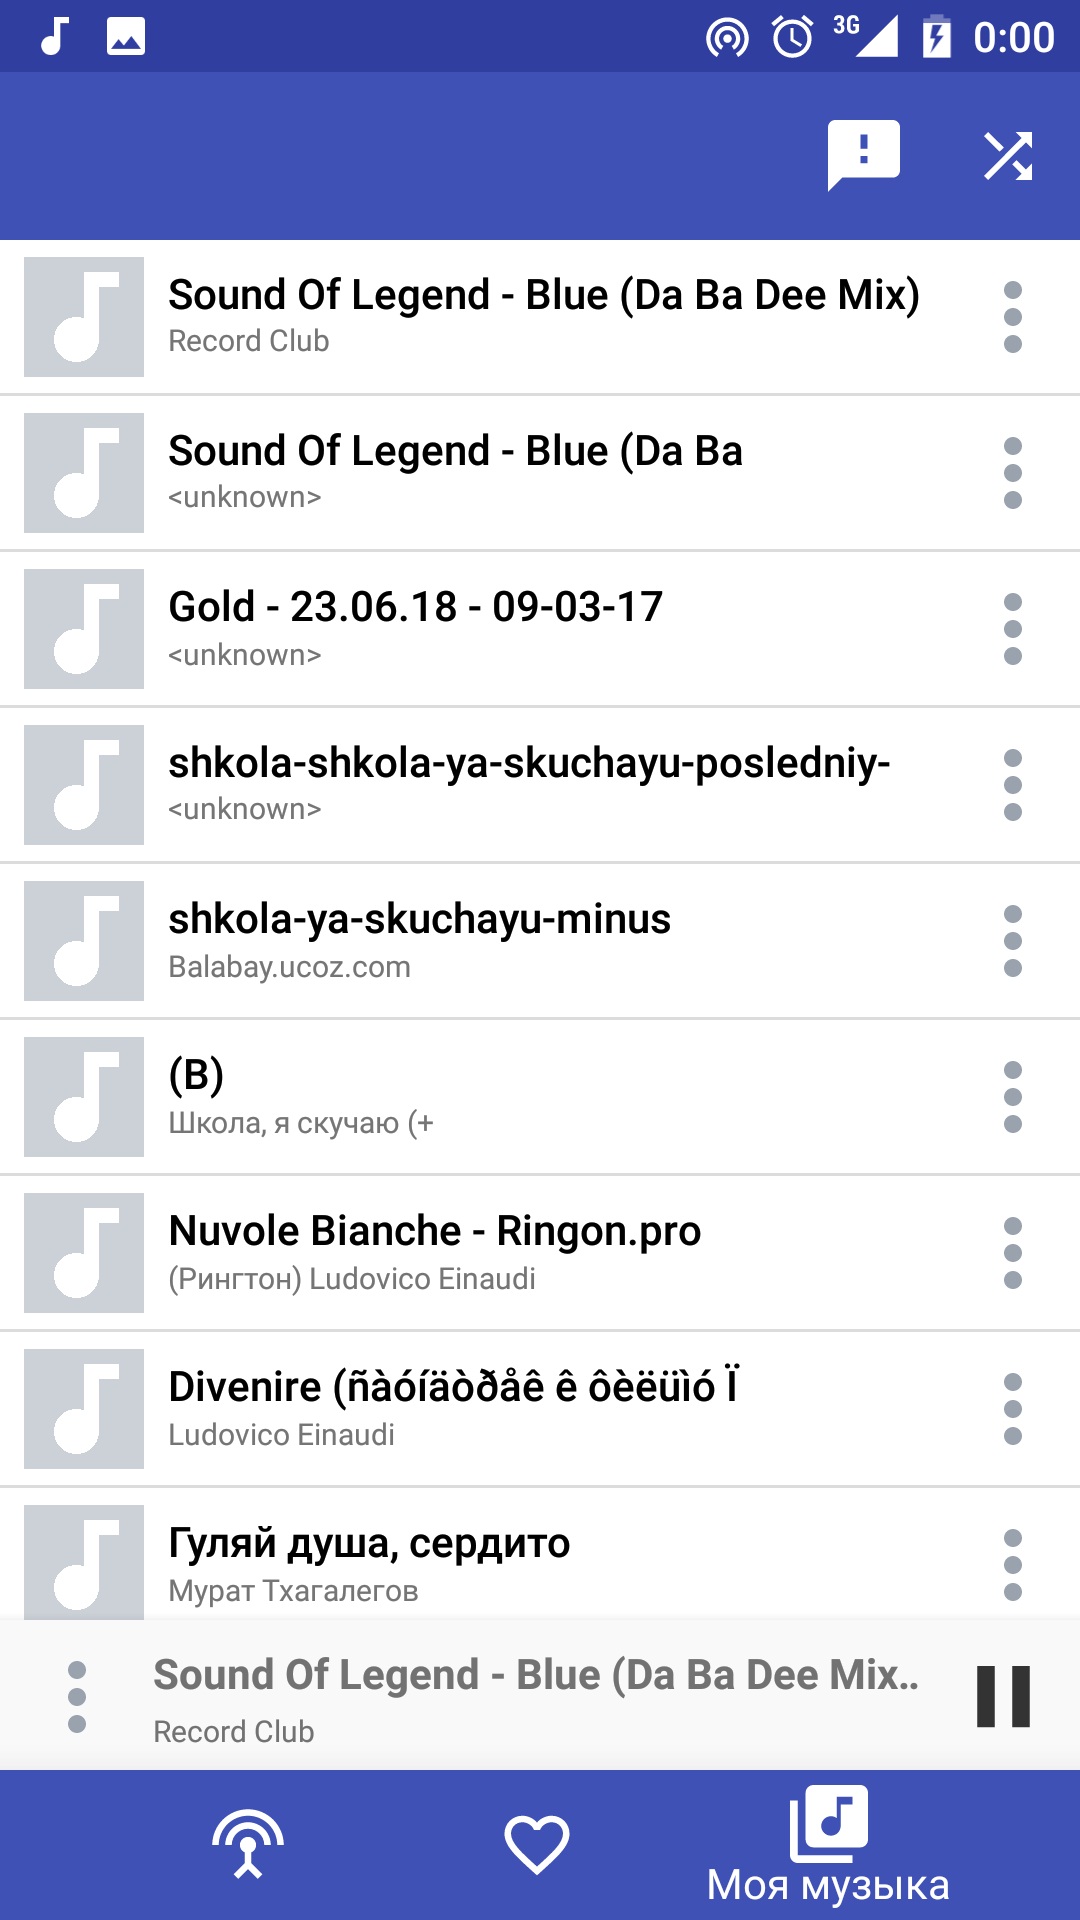 3G 0:00
Sound Of Legend - Blue (Da Ba Dee Mix)
Record Club
Sound Of Legend - Blue (Da Ba
<unknown>
Gold - 23.06.18 - 09-03-17
<unknown>
shkola-shkola-ya-skuchayu-posledniy-
<unknown>
shkola-ya-skuchayu-minus
Balabay.ucoz.com
(B)
Школа, я скучаю (+
Nuvole Bianche - Ringon.pro
(Рингтон) Ludovico Einaudi
Divenire (ñàóíäòðåê ê ôèëüìó Ï
Ludovico Einaudi
Гуляй душа, сердито
Мурат Тхагалегов
Sound Of Legend - Blue (Da Ba Dee Mix..
Record Club
Моя музыка